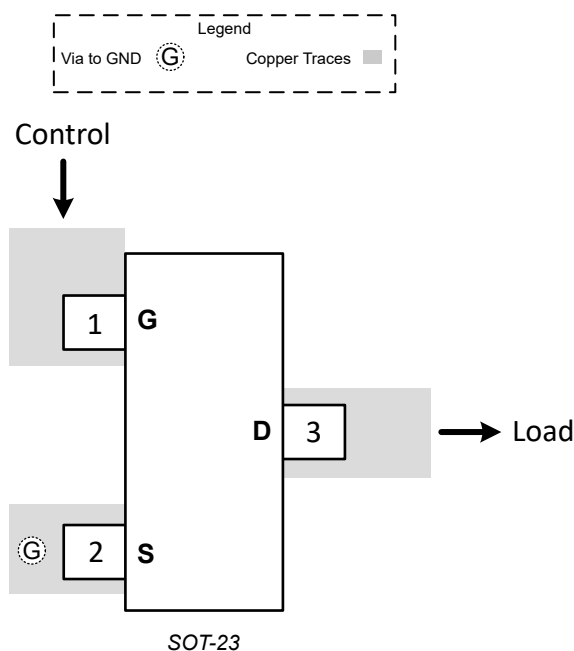 Legend
Via to GND G Copper Traces
Control
1 G
D 3 Load
G 2 S
SOT-23